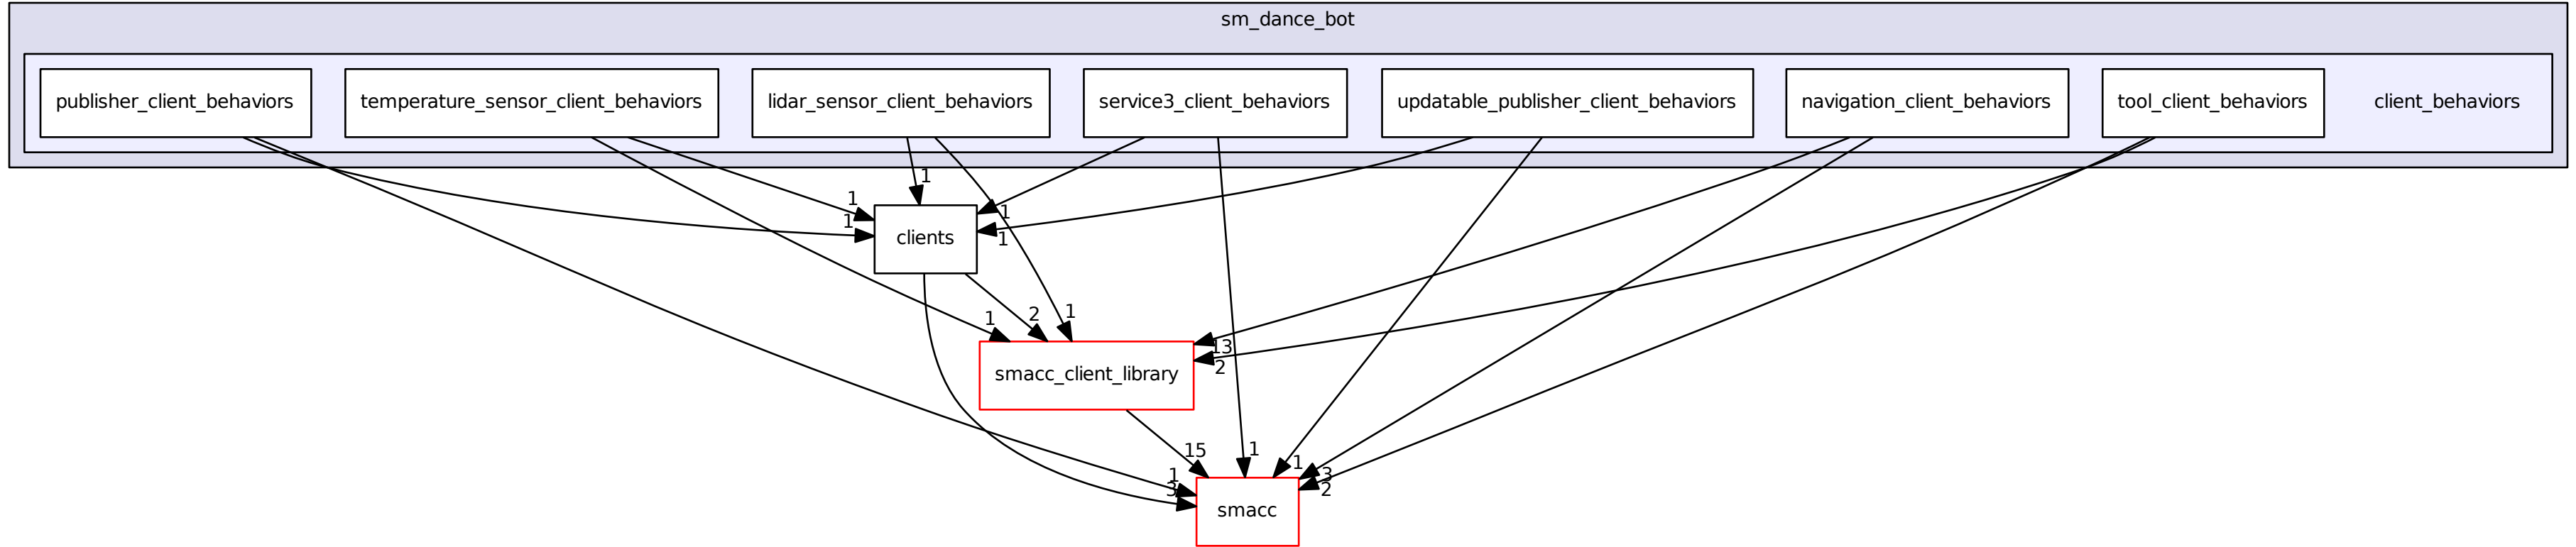 sm_dance_bot
publisher_client_behaviors
temperature_sensor_client_behaviors
lidar_sensor_client_behaviors
service3_client_behaviors
updatable_publisher_client_behaviors
navigation_client_behaviors
tool_client_behaviors
client_behaviors
1
1
1
1
1
clients
1
2
1
13
2
smacc_client_library
15
1
1
1
3
3
2
smacc